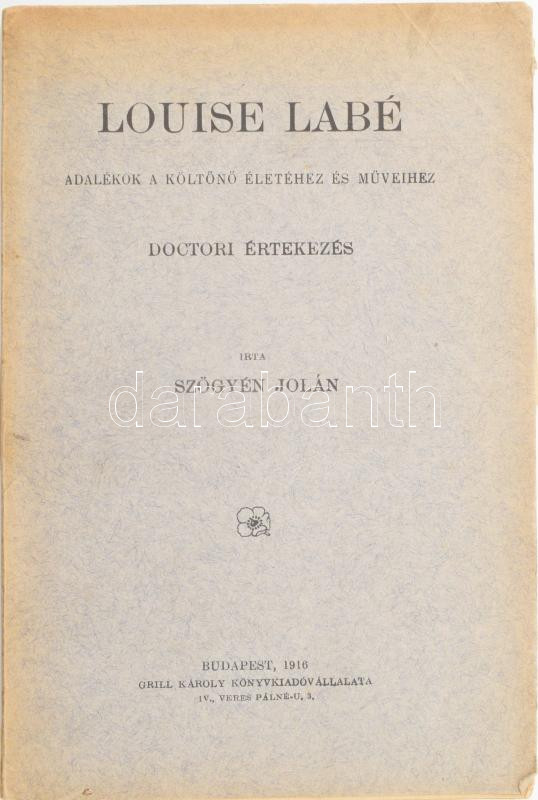 LOUISE LABÉ
ADALÉKOK A KÖLTŐNŐ ÉLETÉHEZ ÉS MŰVEIHEZ
DOCTORI ÉRTEKEZÉS
IRTA
SZÖGYÉN JOLÁN
darabanth
BUDAPEST, 1916
GRILL KÁROLY KÖNYVKIADÓVÁLLALATA
IV., VERES PÁLNÉ-U. 3.